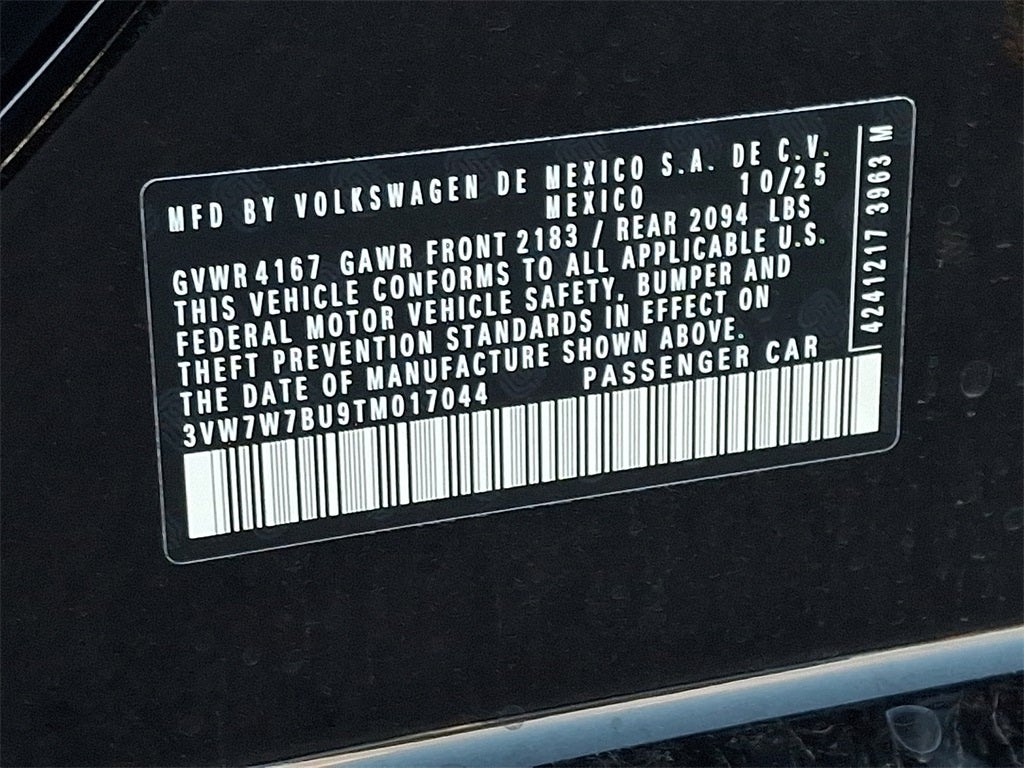 MFD BY VOLKSWAGEN DE MEXICO S.A. DE C.V.
MEXICO 10/25
GVWR 4167 GAWR FRONT 2183 / REAR 2094 LBS
THIS VEHICLE CONFORMS TO ALL APPLICABLE U.S.
FEDERAL MOTOR VEHICLE SAFETY, BUMPER AND
THEFT PREVENTION STANDARDS IN EFFECT ON
THE DATE OF MANUFACTURE SHOWN ABOVE.
3VW7W7BU9TM017044 PASSENGER CAR
4241217 3963 M